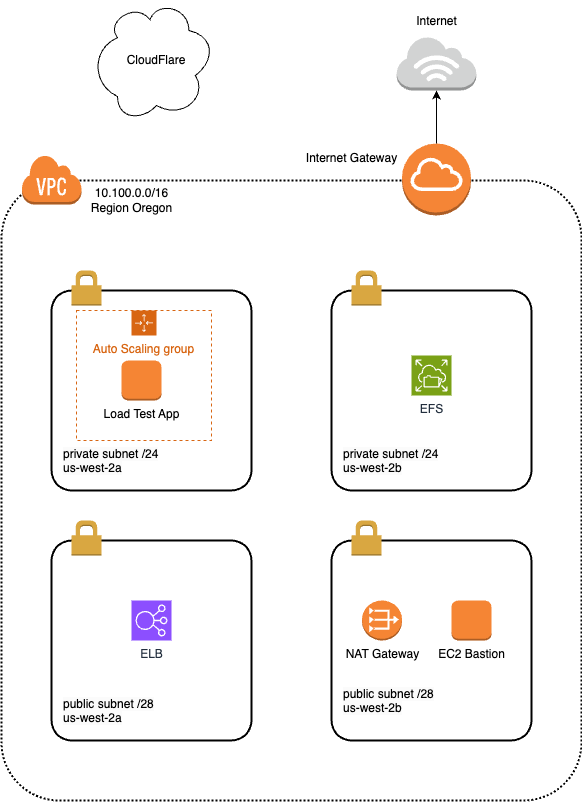 CloudFlare
Internet
Internet Gateway
VPC
10.100.0.0/16
Region Oregon
Auto Scaling group
Load Test App
private subnet /24
us-west-2a
EFS
private subnet /24
us-west-2b
ELB
public subnet /28
us-west-2a
NAT Gateway
EC2 Bastion
public subnet /28
us-west-2b